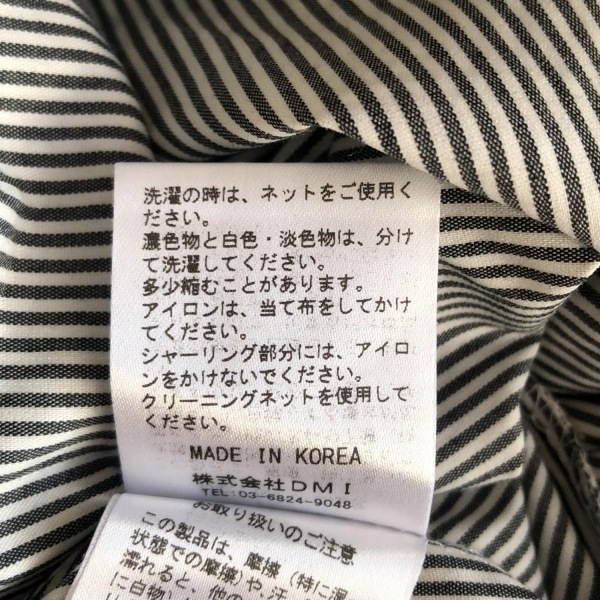 洗濯の時は、ネットをご使用く
ださい。
濃色物と白色・淡色物は、分け
て洗濯してください。
多少縮むことがあります。
アイロンは、当て布をしてかけ
てください。
シャーリング部分には、アイロ
ンをかけないでください。
クリーニングネットを使用して
ください。
MADE IN KOREA
株式会社DMI
TEL:03-6824-9048
お取り扱いのご注意
この製品は、摩擦(特に湿
状態での摩擦)や、汗
濡れると、他の
に白物